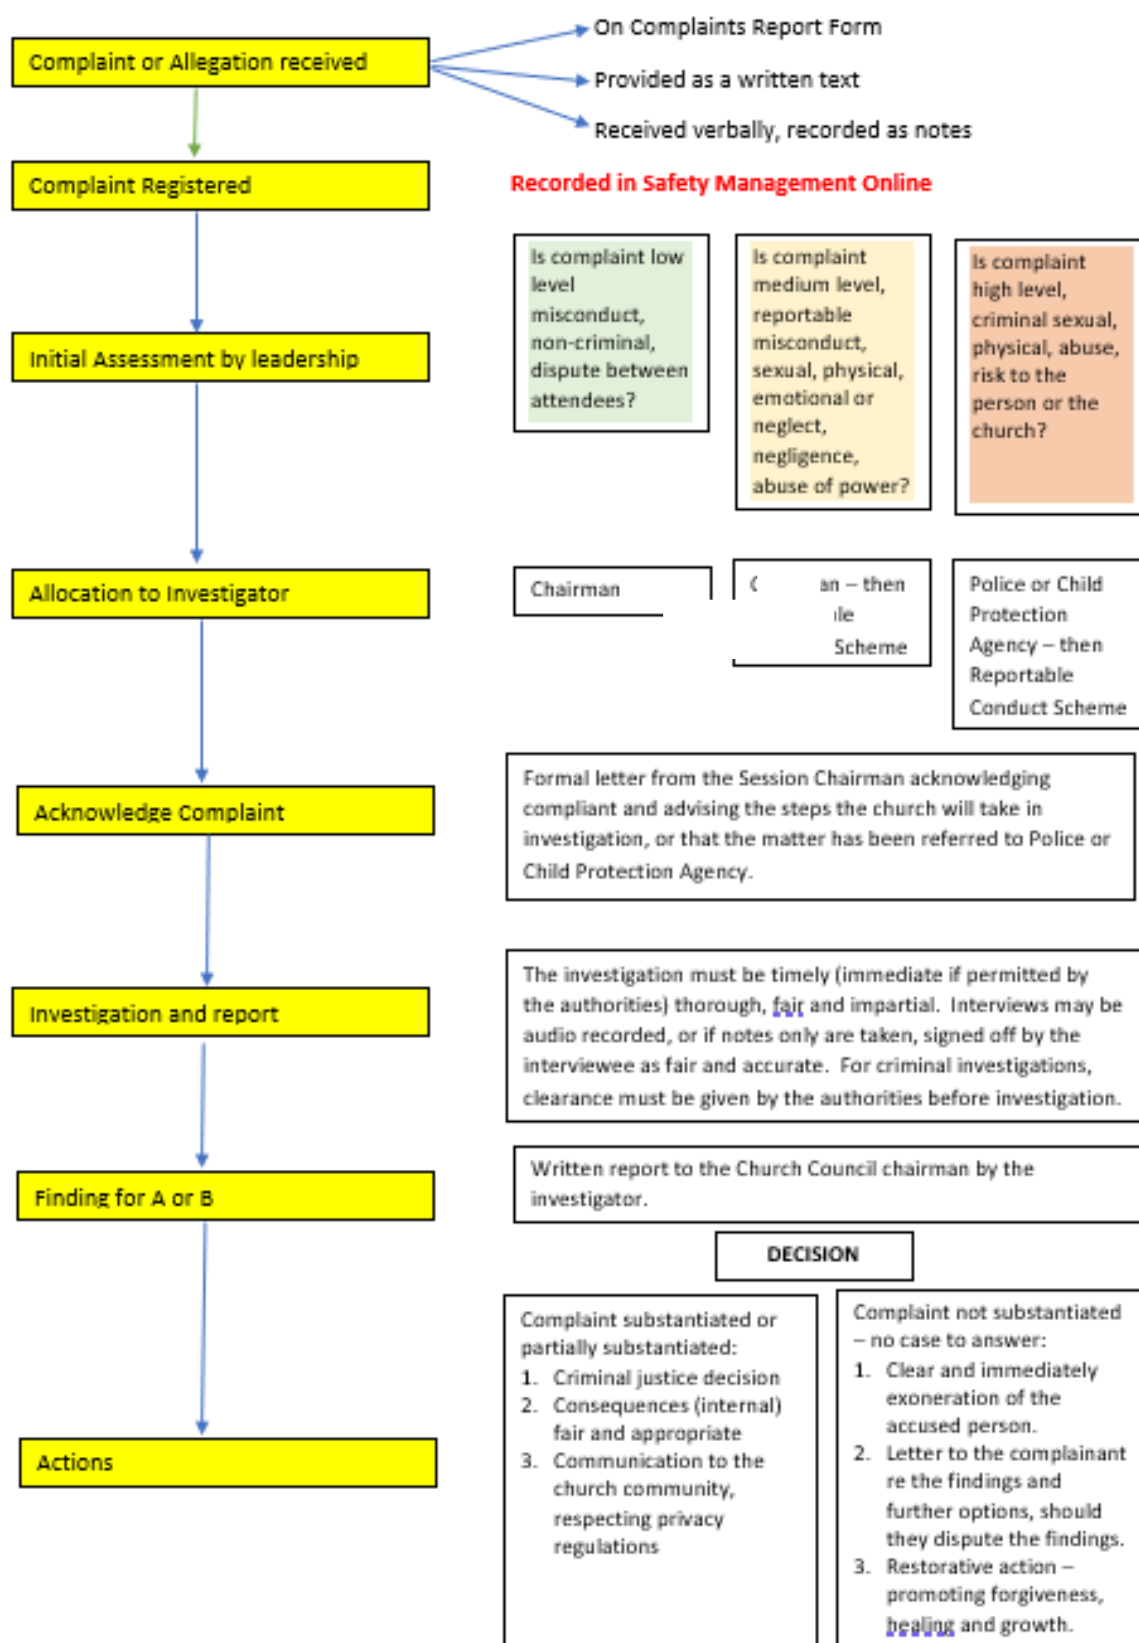 Complaint or Allegation received
On Complaints Report Form
Provided as a written text
Received verbally, recorded as notes
Complaint Registered
Recorded in Safety Management Online
Initial Assessment by leadership
Is complaint low
level
misconduct,
non-criminal,
dispute between
attendees?
Is complaint
medium level,
reportable
misconduct,
sexual, physical,
emotional or
neglect,
negligence,
abuse of power?
Is complaint
high level,
criminal sexual,
physical, abuse,
risk to the
person or the
church?
Allocation to Investigator
Chairman
– then
Scheme
Police or Child
Protection
Agency – then
Reportable
Conduct Scheme
Acknowledge Complaint
Formal letter from the Session Chairman acknowledging
compliant and advising the steps the church will take in
investigation, or that the matter has been referred to Police or
Child Protection Agency.
Investigation and report
The investigation must be timely (immediate if permitted by
the authorities) thorough, fair and impartial. Interviews may be
audio recorded, or if notes only are taken, signed off by the
interviewee as fair and accurate. For criminal investigations,
clearance must be given by the authorities before investigation.
Finding for A or B
Written report to the Church Council chairman by the
investigator.
DECISION
Actions
Complaint substantiated or
partially substantiated:
1. Criminal justice decision
2. Consequences (internal)
fair and appropriate
3. Communication to the
church community,
respecting privacy
regulations
Complaint not substantiated
– no case to answer:
1. Clear and immediately
exoneration of the
accused person.
2. Letter to the complainant
re the findings and
further options, should
they dispute the findings.
3. Restorative action –
promoting forgiveness,
healing and growth.